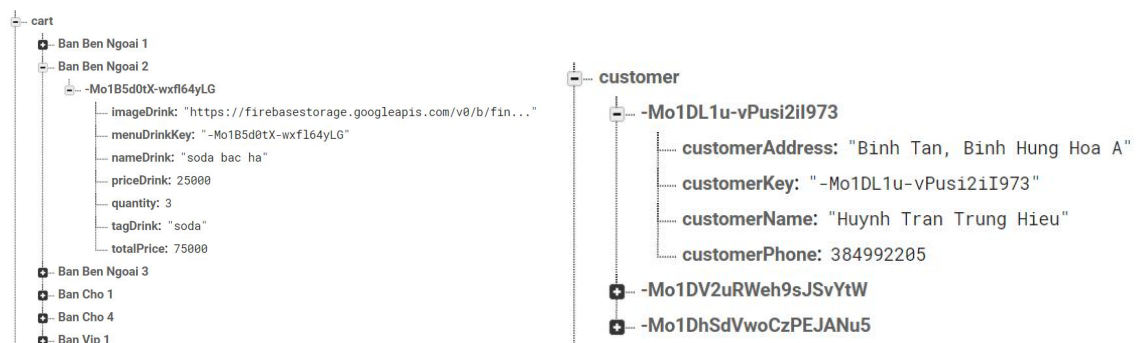 cart
Ban Ben Ngoai 1
Ban Ben Ngoai 2
-Mo1B5d0tX-wxfl64yLG
imageDrink: "https://firebasestorage.googleapis.com/v0/b/fin..."
menuDrinkKey: "-Mo1B5d0tX-wxfl64yLG"
nameDrink: "soda bac ha"
priceDrink: 25000
quantity: 3
tagDrink: "soda"
totalPrice: 75000
Ban Ben Ngoai 3
Ban Cho 1
Ban Cho 4
Ban Vip 1
customer
-Mo1DL1u-vPusi2iI973
customerAddress: "Binh Tan, Binh Hung Hoa A"
customerKey: "-Mo1DL1u-vPusi2iI973"
customerName: "Huynh Tran Trung Hieu"
customerPhone: 384992205
-Mo1DV2uRWeh9sJSvYtW
-Mo1DhSdVwoCzPEJANu5